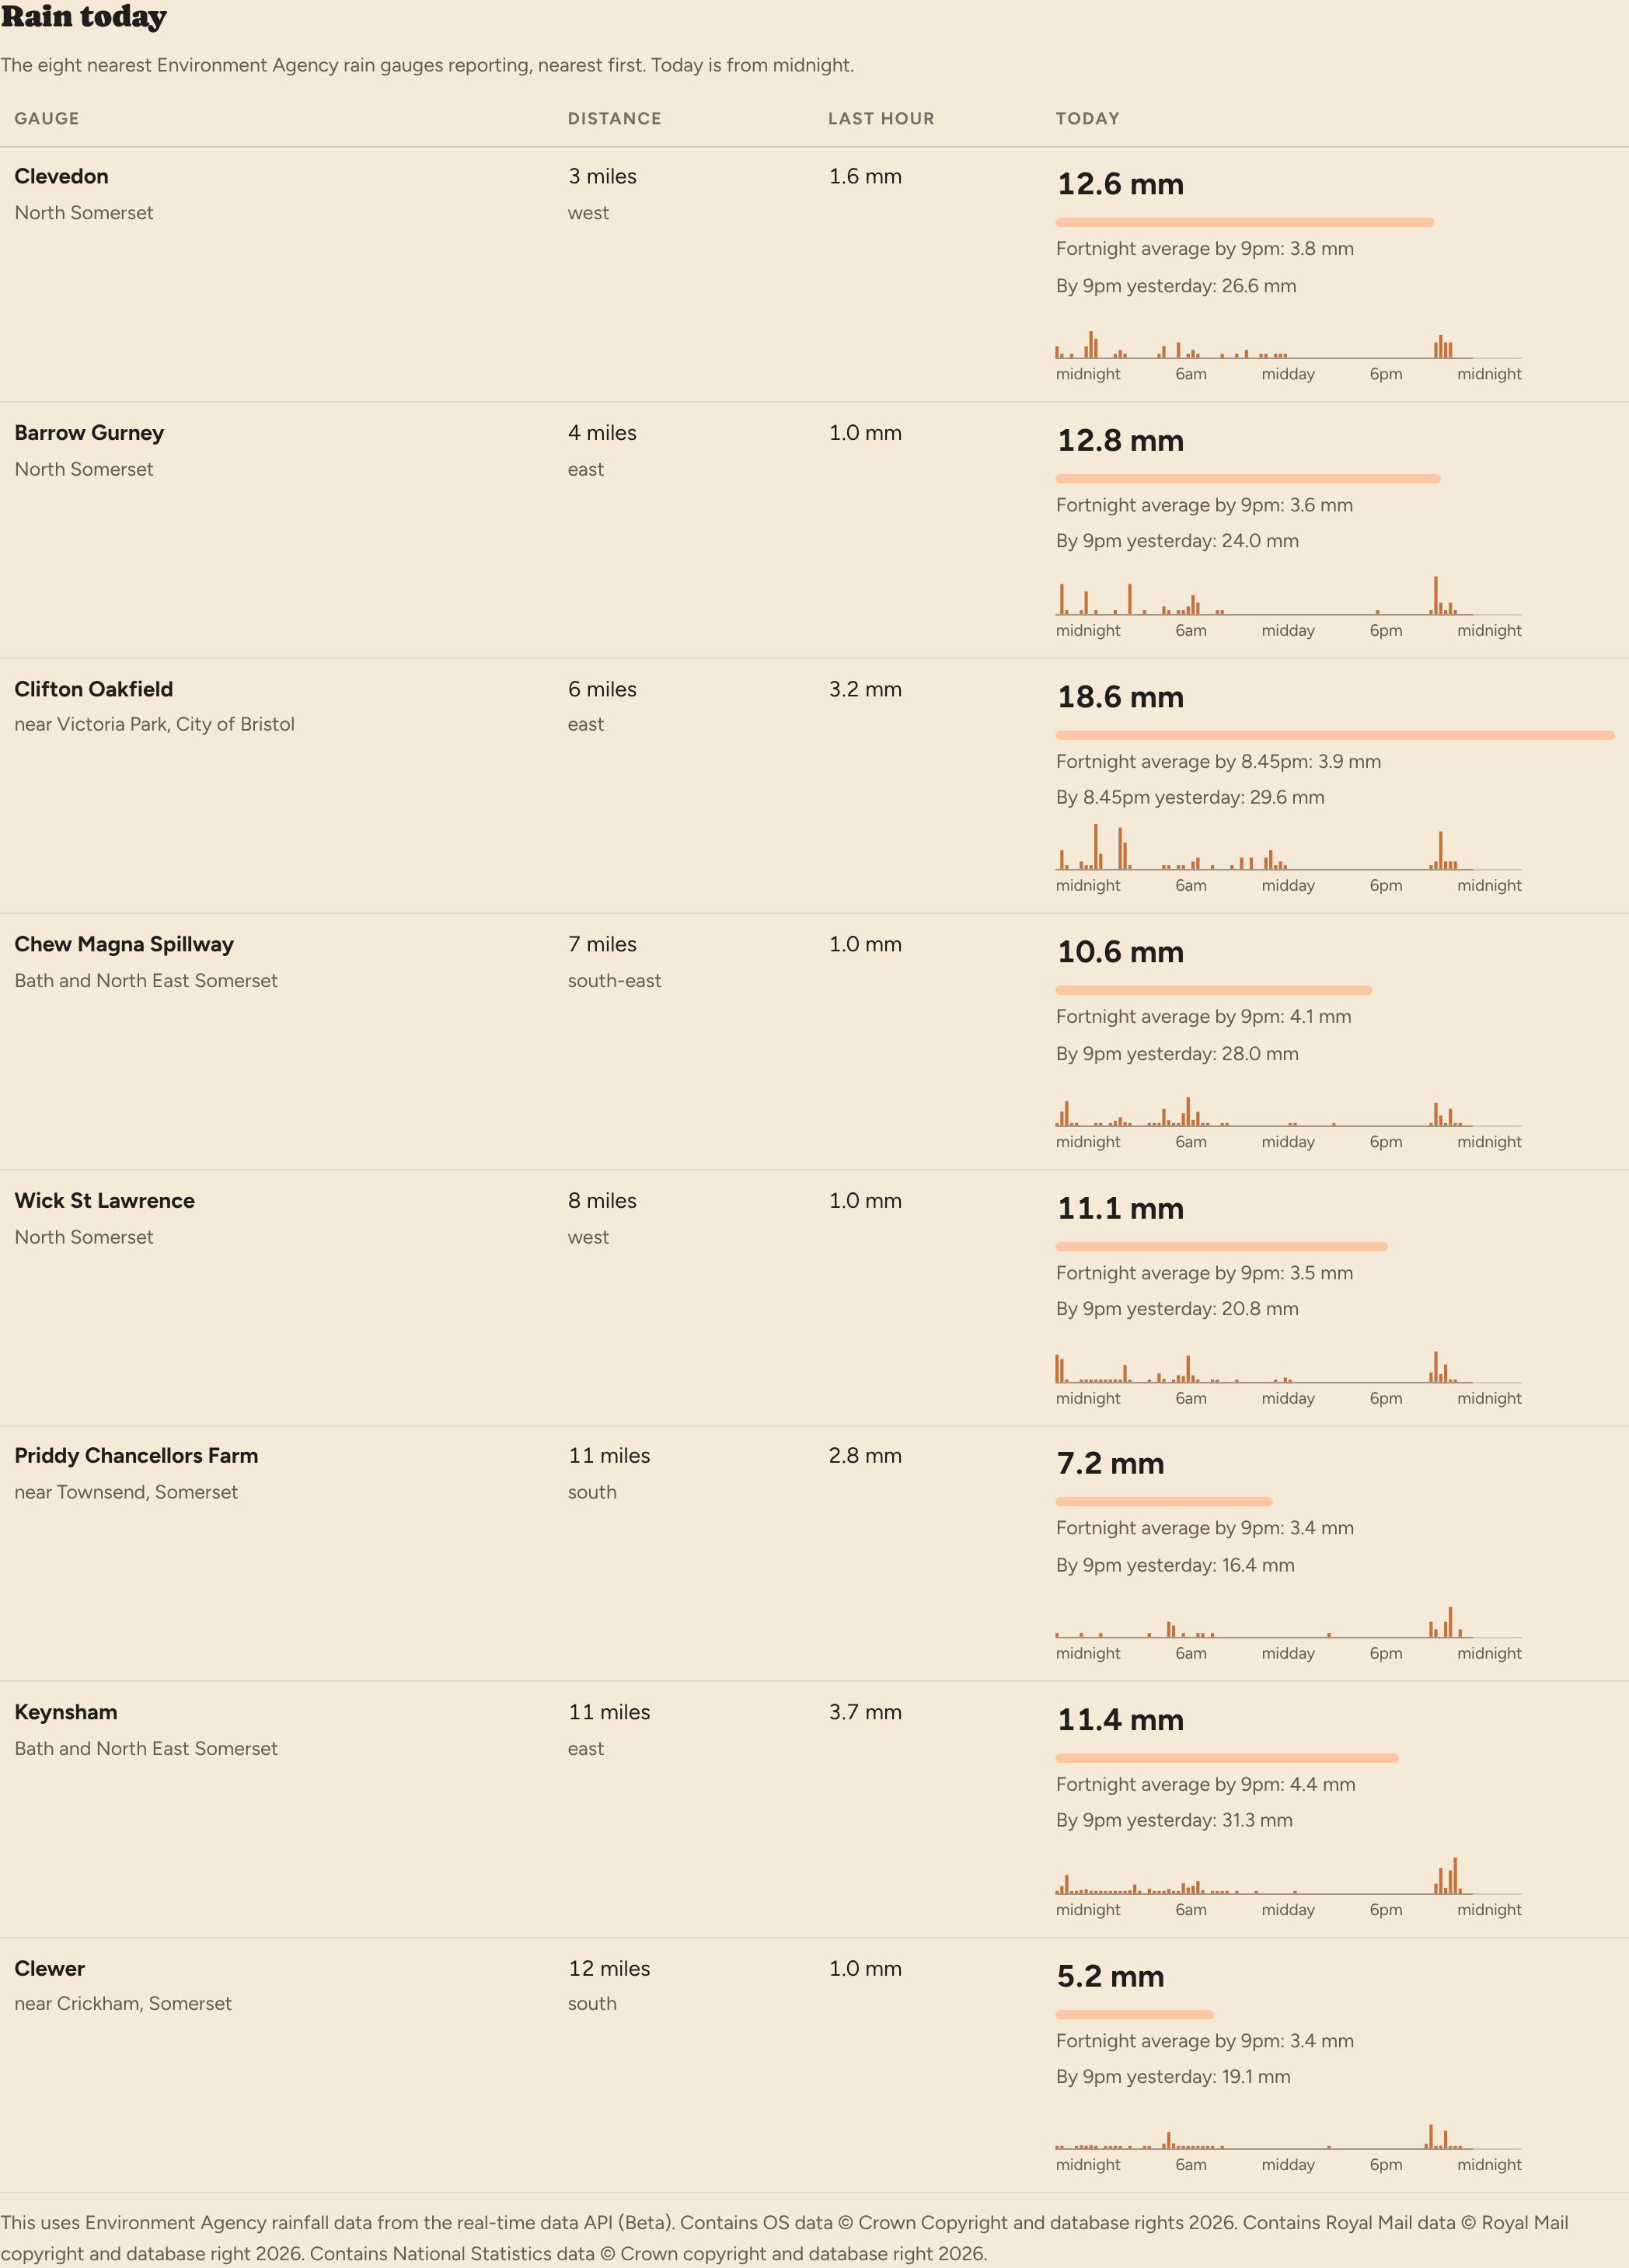 Rain today
The eight nearest Environment Agency rain gauges reporting, nearest first. Today is from midnight.
GAUGE DISTANCE LAST HOUR TODAY
Clevedon 3 miles 1.6 mm 12.6 mm
North Somerset west
Fortnight average by 9pm: 3.8 mm
By 9pm yesterday: 26.6 mm
midnight 6am midday 6pm midnight
Barrow Gurney 4 miles 1.0 mm 12.8 mm
North Somerset east
Fortnight average by 9pm: 3.6 mm
By 9pm yesterday: 24.0 mm
midnight 6am midday 6pm midnight
Clifton Oakfield 6 miles 3.2 mm 18.6 mm
near Victoria Park, City of Bristol east
Fortnight average by 8.45pm: 3.9 mm
By 8.45pm yesterday: 29.6 mm
midnight 6am midday 6pm midnight
Chew Magna Spillway 7 miles 1.0 mm 10.6 mm
Bath and North East Somerset south-east
Fortnight average by 9pm: 4.1 mm
By 9pm yesterday: 28.0 mm
midnight 6am midday 6pm midnight
Wick St Lawrence 8 miles 1.0 mm 11.1 mm
North Somerset west
Fortnight average by 9pm: 3.5 mm
By 9pm yesterday: 20.8 mm
midnight 6am midday 6pm midnight
Priddy Chancellors Farm 11 miles 2.8 mm 7.2 mm
near Townsend, Somerset south
Fortnight average by 9pm: 3.4 mm
By 9pm yesterday: 16.4 mm
midnight 6am midday 6pm midnight
Keynsham 11 miles 3.7 mm 11.4 mm
Bath and North East Somerset east
Fortnight average by 9pm: 4.4 mm
By 9pm yesterday: 31.3 mm
midnight 6am midday 6pm midnight
Clewer 12 miles 1.0 mm 5.2 mm
near Crickham, Somerset south
Fortnight average by 9pm: 3.4 mm
By 9pm yesterday: 19.1 mm
midnight 6am midday 6pm midnight
This uses Environment Agency rainfall data from the real-time data API (Beta). Contains OS data © Crown Copyright and database rights 2026. Contains Royal Mail data © Royal Mail
copyright and database right 2026. Contains National Statistics data © Crown copyright and database right 2026.